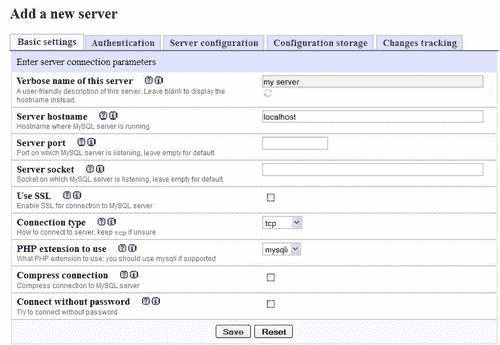 Add a new server
Basic settings Authentication Server configuration Configuration storage Changes tracking
Enter server connection parameters
Verbose name of this server
my server
A user-friendly description of this server. Leave blank to display the
hostname instead.
Server hostname
localhost
Hostname where MySQL server is running
Server port
Port on which MySQL server is listening, leave empty for default
Server socket
Socket on which MySQL server is listening, leave empty for default
Use SSL
Enable SSL for connection to MySQL server
Connection type
tcp
How to connect to server, keep tcp if unsure
PHP extension to use
mysqli
What PHP extension to use; you should use mysqli if supported
Compress connection
Compress connection to MySQL server
Connect without password
Try to connect without password
Save Reset